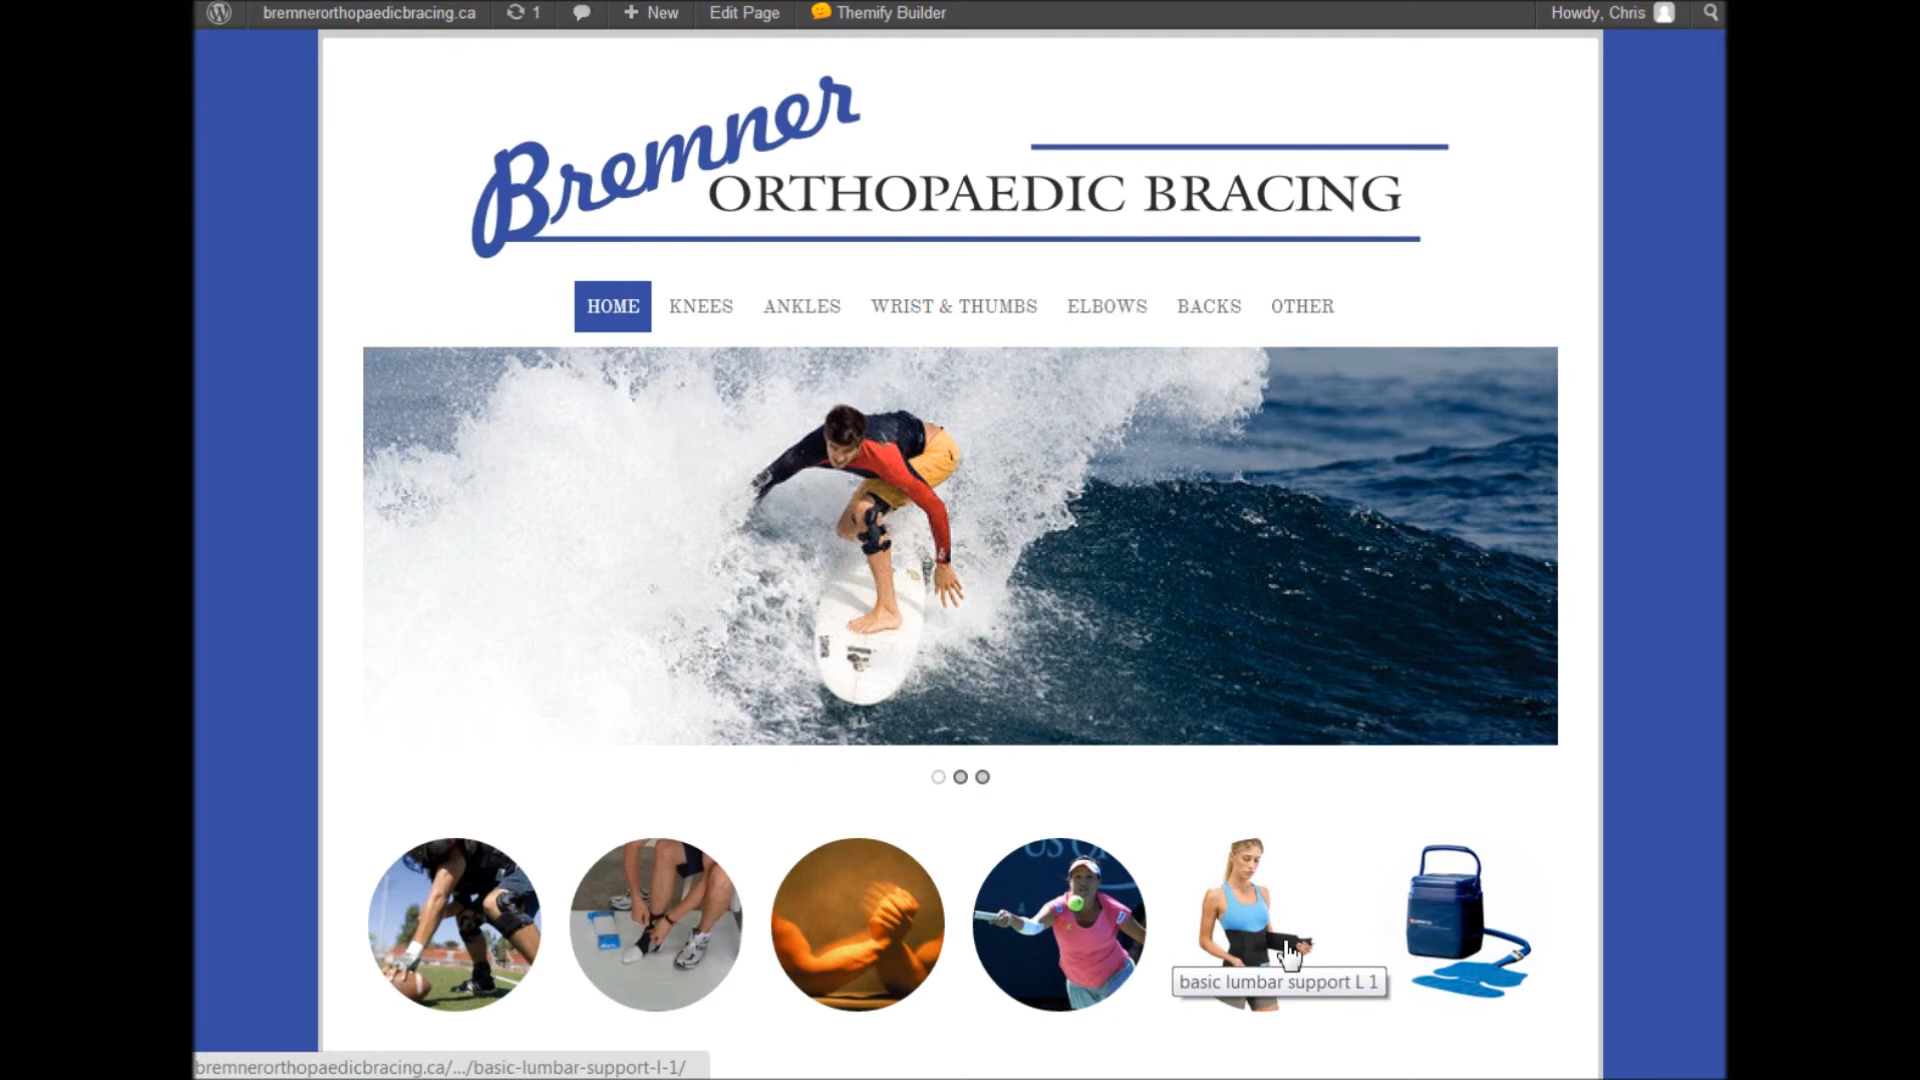 bremnerorthopaedicbracing.ca 1 New Edit Page Themify Builder Howdy, Chris
Bremner
ORTHOPAEDIC BRACING
HOME KNEES ANKLES WRIST & THUMBS ELBOWS BACKS OTHER
US O
basic lumbar support L 1
bremnerorthopaedicbracing.ca/.../basic-lumbar-support-l-1/